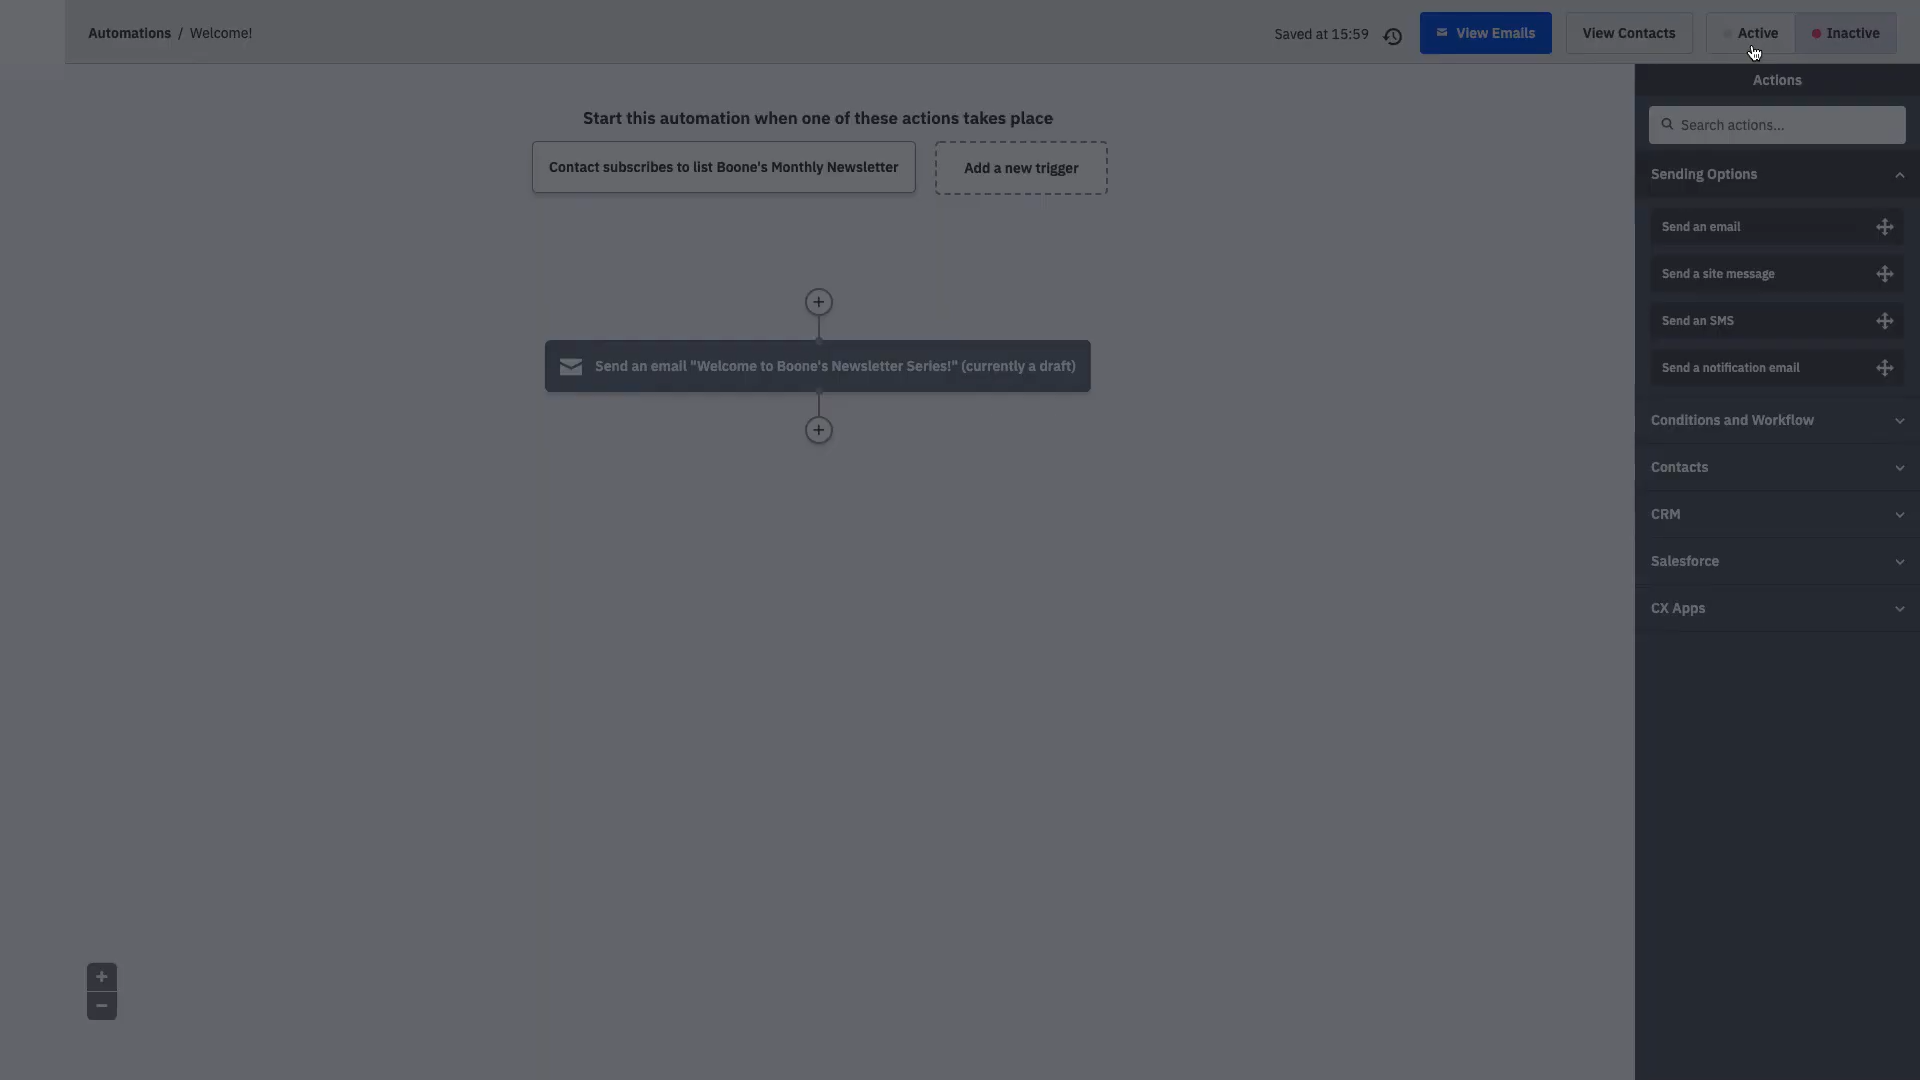 Automations / Welcome!
Saved at 15:59
View Emails
View Contacts
Active
Inactive
Start this automation when one of these actions takes place
Contact subscribes to list Boone's Monthly Newsletter
Add a new trigger
Send an email "Welcome to Boone's Newsletter Series!" (currently a draft)
Actions
Search actions...
Sending Options
Send an email
Send a site message
Send an SMS
Send a notification email
Conditions and Workflow
Contacts
CRM
Salesforce
CX Apps